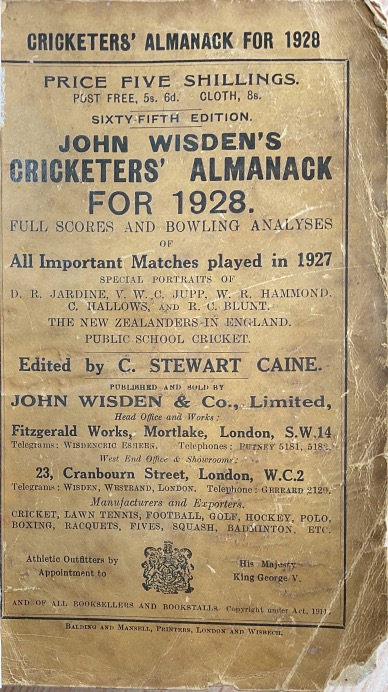 CRICKETERS' ALMANACK FOR 1928
PRICE FIVE SHILLINGS.
POST FREE, 5s. 6d. CLOTH, 8s.
SIXTY-FIFTH EDITION.
JOHN WISDEN'S
CRICKETERS' ALMANACK
FOR 1928.
FULL SCORES AND BOWLING ANALYSES
OF
All Important Matches played in 1927
SPECIAL PORTRAITS OF
D. R. JARDINE, V. W. C. JUPP, W. R. HAMMOND,
C. HALLOWS, AND R. C. BLUNT.
THE NEW ZEALANDERS IN ENGLAND.
PUBLIC SCHOOL CRICKET.
Edited by C. STEWART CAINE.
PUBLISHED AND SOLD BY
JOHN WISDEN & Co., Limited,
Head Office and Works:
Fitzgerald Works, Mortlake, London, S.W.14
Telegrams: WISDENCRIC ESHERS. Telephones: PUTNEY 5181, 5182.
West End Office & Showrooms:
23, Cranbourn Street, London, W.C.2
Telegrams: WISDEN, WESTRAND, LONDON. Telephone: GERRARD 2129.
Manufacturers and Exporters.
CRICKET, LAWN TENNIS, FOOTBALL, GOLF, HOCKEY, POLO,
BOXING, RACQUETS, FIVES, SQUASH, BADMINTON, ETC.
Athletic Outfitters by His Majesty
Appointment to King George V.
AND OF ALL BOOKSELLERS AND BOOKSTALLS. Copyright under Act, 1911.
BALDING AND MANSELL, PRINTERS, LONDON AND WISBECH.